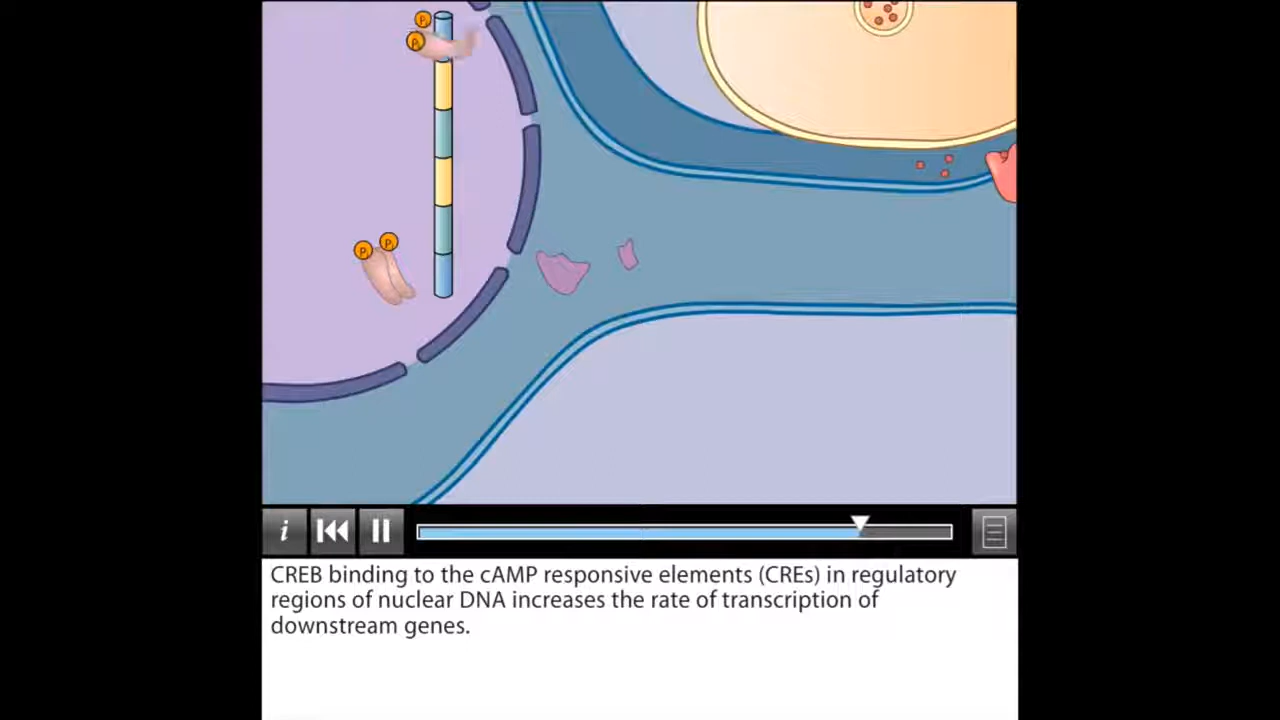 P
P
P
P
i
CREB binding to the cAMP responsive elements (CREs) in regulatory
regions of nuclear DNA increases the rate of transcription of
downstream genes.